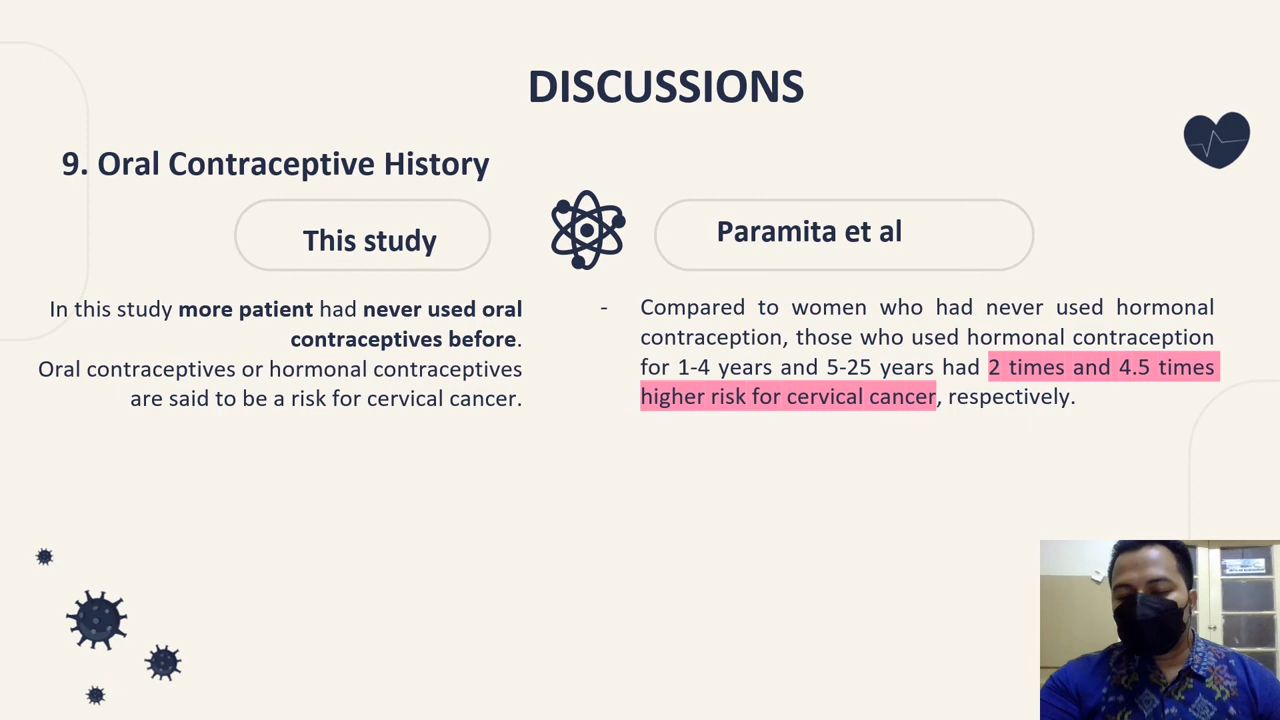 DISCUSSIONS
9. Oral Contraceptive History
This study
In this study more patient had never used oral
contraceptives before.
Oral contraceptives or hormonal contraceptives
are said to be a risk for cervical cancer.
Paramita et al
- Compared to women who had never used hormonal
contraception, those who used hormonal contraception
for 1-4 years and 5-25 years had 2 times and 4.5 times
higher risk for cervical cancer, respectively.